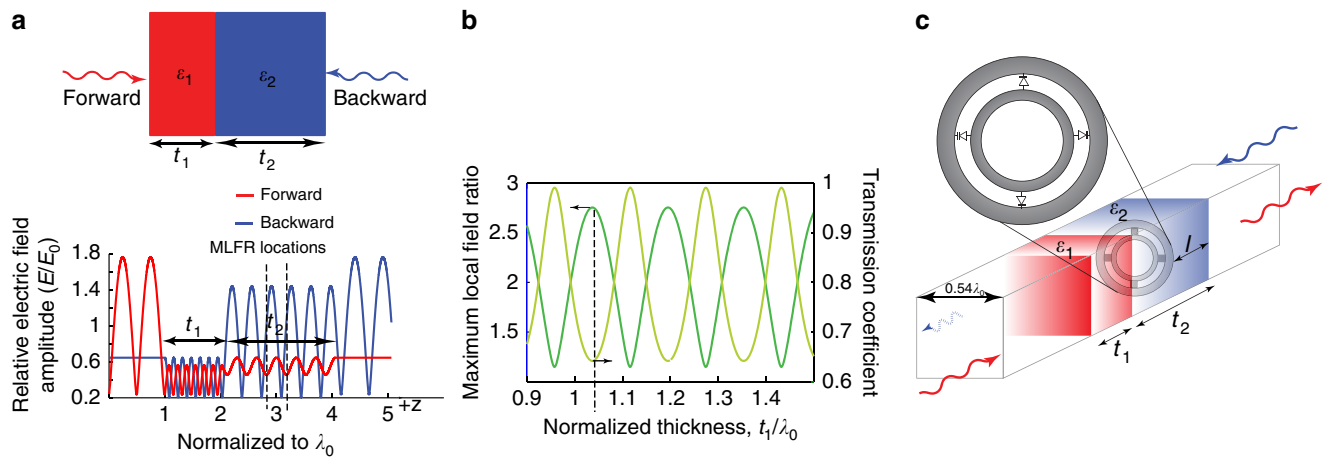 a
ε1
ε2
Forward
Backward
t1
t2
Forward
Backward
MLFR locations
Relative electric field
amplitude (E/E0)
1.8
1.4
1
0.6
0.2
t1
t2
1
2
3
4
5
+z
Normalized to λ0
b
Maximum local field ratio
3
2.5
2
1.5
0.9
1
1.1
1.2
1.3
1.4
Normalized thickness, t1/λ0
1
0.9
0.8
0.7
0.6
Transmission coefficient
c
ε2
ε1
l
0.54λ0
t1
t2